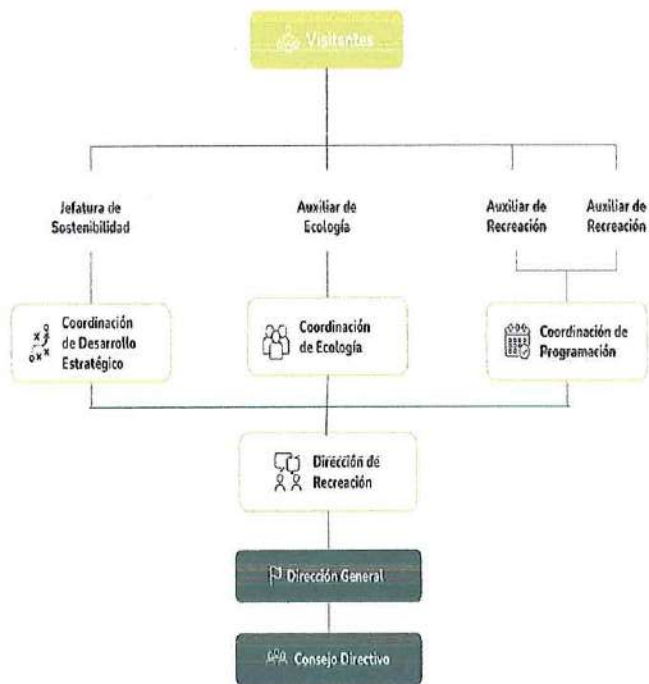 Visitantes
Jefatura de
Sostenibilidad
Auxiliar de
Ecología
Auxiliar de
Recreación
Auxiliar de
Recreación
Coordinación
de Desarrollo
Estratégico
Coordinación
de Ecología
Coordinación de
Programación
Dirección de
Recreación
Dirección General
Consejo Directivo